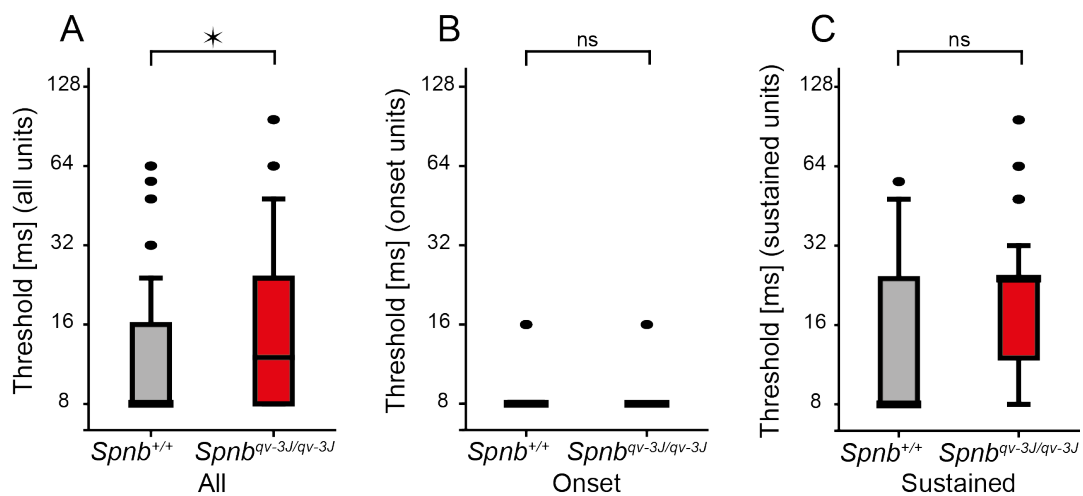 A
✶
128
64
32
16
8
Threshold [ms] (all units)
Spnb+/+ Spnbqv-3J/qv-3J
All
B
ns
128
64
32
16
8
Threshold [ms] (onset units)
Spnb+/+ Spnbqv-3J/qv-3J
Onset
C
ns
128
64
32
16
8
Threshold [ms] (sustained units)
Spnb+/+ Spnbqv-3J/qv-3J
Sustained